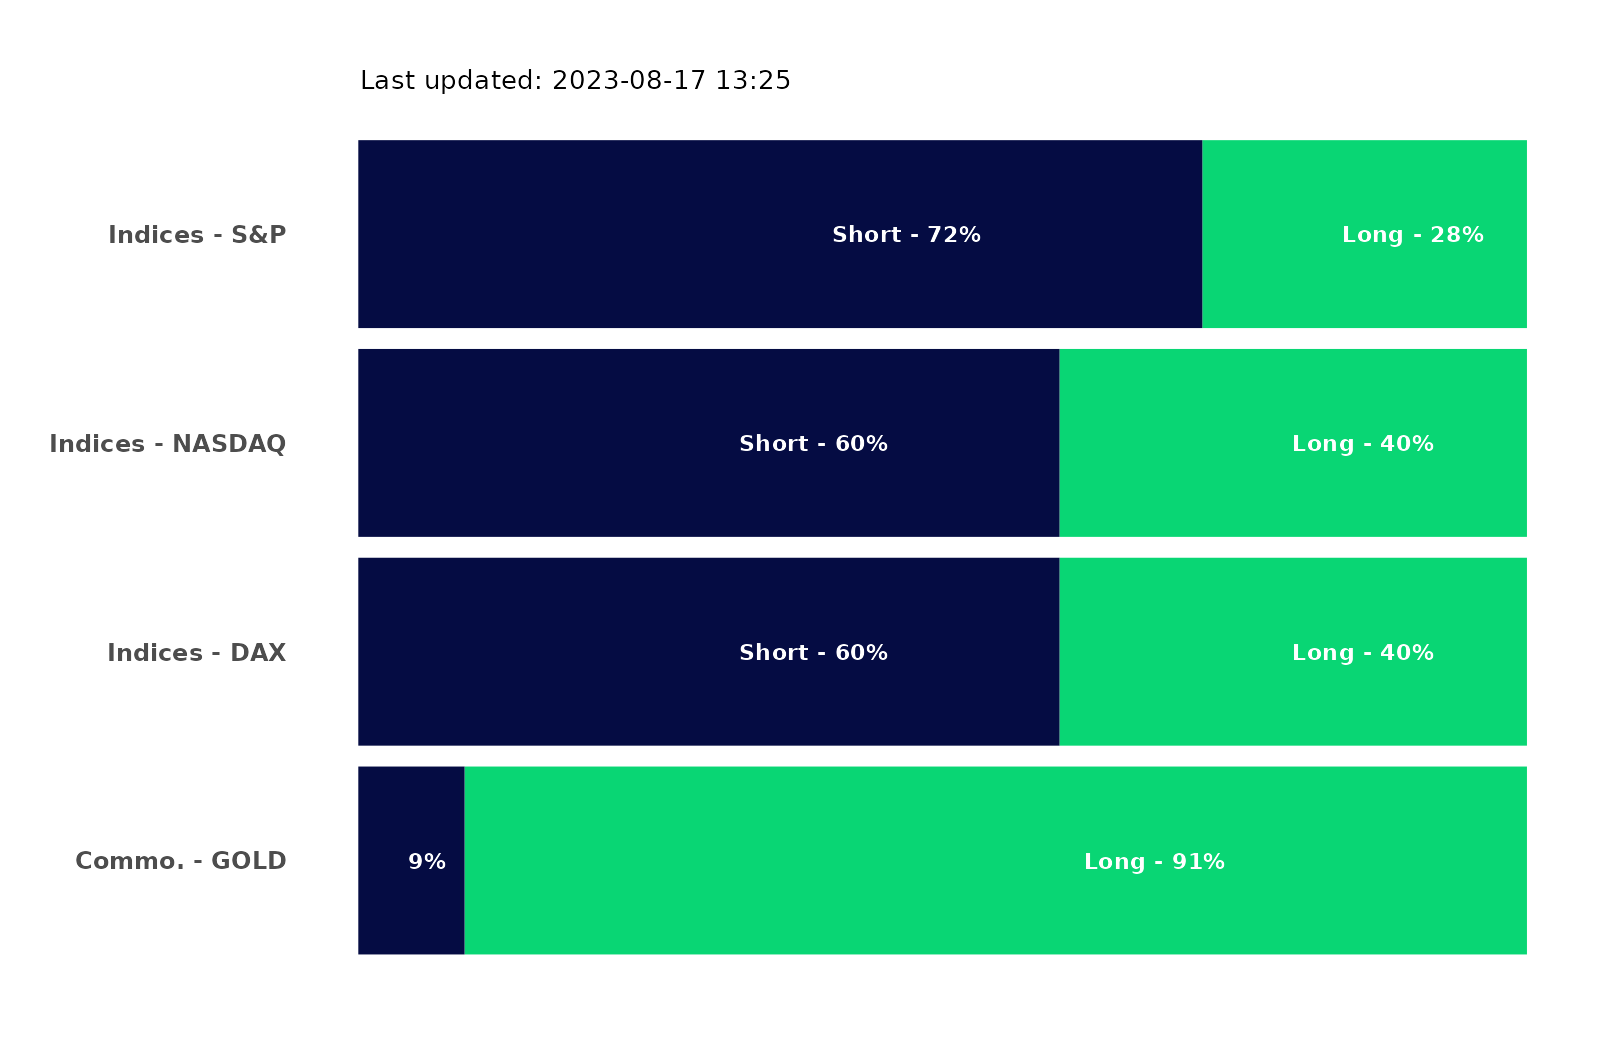 Last updated: 2023-08-17 13:25
Indices - S&P
Short - 72%
Long - 28%
Indices - NASDAQ
Short - 60%
Long - 40%
Indices - DAX
Short - 60%
Long - 40%
Commo. - GOLD
9%
Long - 91%